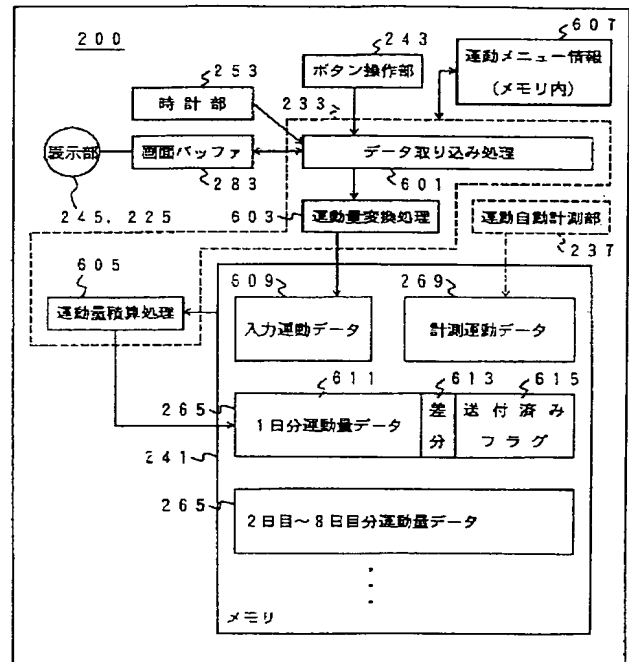 200
243
607
ボタン操作部
運動メニュー情報
(メモリ内)
253
233
時計部
表示部
画面バッファ
データ取り込み処理
283
601
245, 225
603
運動量変換処理
運動自動計測部
237
605
運動量積算処理
609
269
入力運動データ
計測運動データ
611
613
615
265
1日分運動量データ
差分
送付済み
フラグ
241
265
2日目~8日目分運動量データ
メモリ